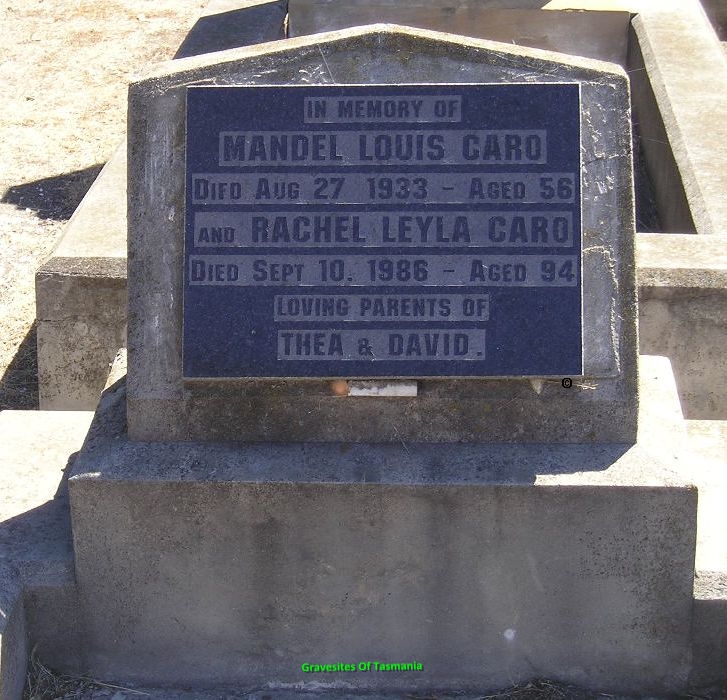 IN MEMORY OF
MANDEL LOUIS CARO
DIED AUG 27 1933 - AGED 56
AND RACHEL LEYLA CARO
DIED SEPT 10. 1986 - AGED 94
LOVING PARENTS OF
THEA & DAVID.
©
Gravesites Of Tasmania